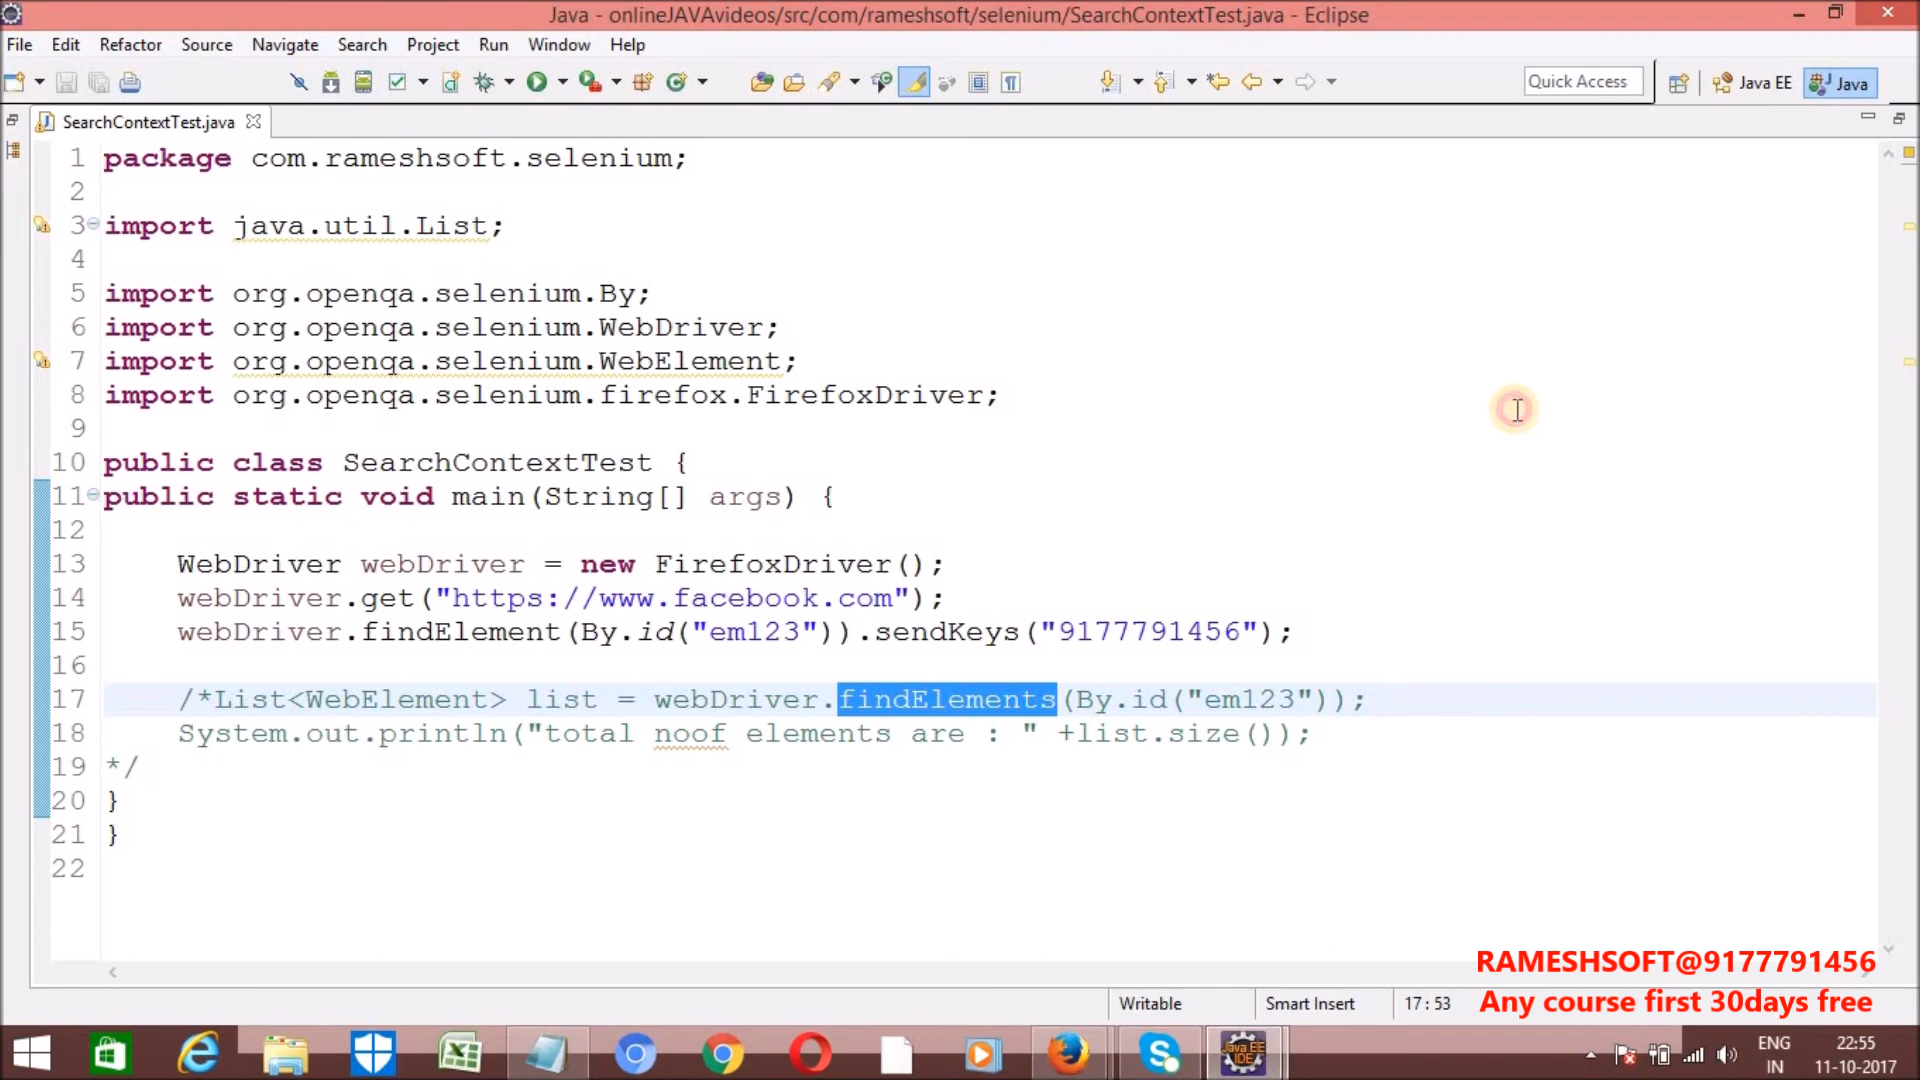 Java - onlineJAVAvideos/src/com/rameshsoft/selenium/SearchContextTest.java - Eclipse
File Edit Refactor Source Navigate Search Project Run Window Help
Quick Access Java EE Java
SearchContextTest.java
1 package com.rameshsoft.selenium;
2
3 import java.util.List;
4
5 import org.openqa.selenium.By;
6 import org.openqa.selenium.WebDriver;
7 import org.openqa.selenium.WebElement;
8 import org.openqa.selenium.firefox.FirefoxDriver;
9
10 public class SearchContextTest {
11 public static void main(String[] args) {
12
13 WebDriver webDriver = new FirefoxDriver();
14 webDriver.get("https://www.facebook.com");
15 webDriver.findElement(By.id("em123")).sendKeys("9177791456");
16
17 /*List<WebElement> list = webDriver.findElements(By.id("em123"));
18 System.out.println("total noof elements are : " +list.size());
19 */
20 }
21 }
22
RAMESHSOFT@9177791456
Any course first 30days free
Writable Smart Insert 17 : 53
Java EE IDE
ENG 22:55
IN 11-10-2017